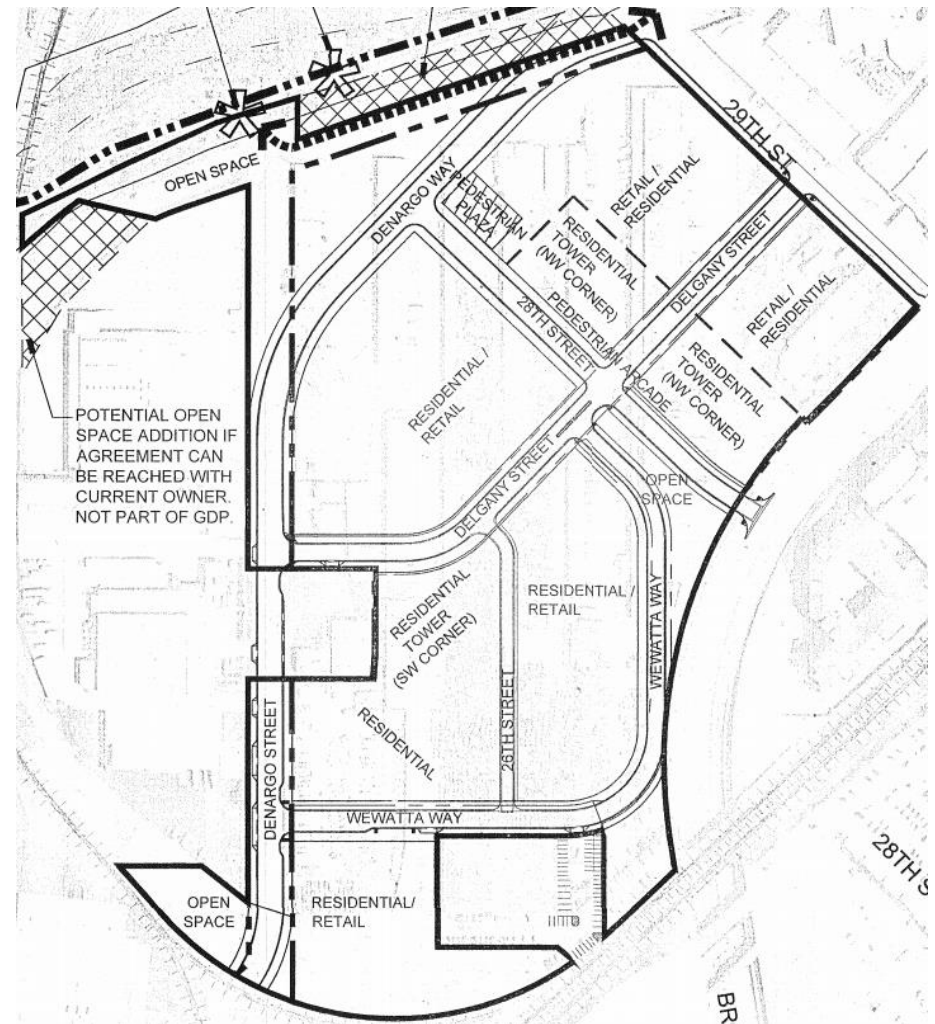 OPEN SPACE
29TH ST.
DENARGO WAY
PEDESTRIAN
PLAZA
RETAIL /
RESIDENTIAL
RESIDENTIAL
TOWER
(NW CORNER)
DELGANY STREET
28TH STREET
PEDESTRIAN ARCADE
RETAIL /
RESIDENTIAL
RESIDENTIAL
TOWER
(NW CORNER)
RESIDENTIAL /
RETAIL
POTENTIAL OPEN
SPACE ADDITION IF
AGREEMENT CAN
BE REACHED WITH
CURRENT OWNER.
NOT PART OF GDP.
DELGANY STREET
OPEN
SPACE
RESIDENTIAL
TOWER
(SW CORNER)
RESIDENTIAL /
RETAIL
WEWATTA WAY
26TH STREET
RESIDENTIAL
DENARGO STREET
WEWATTA WAY
28TH S
OPEN
SPACE
RESIDENTIAL/
RETAIL
BR